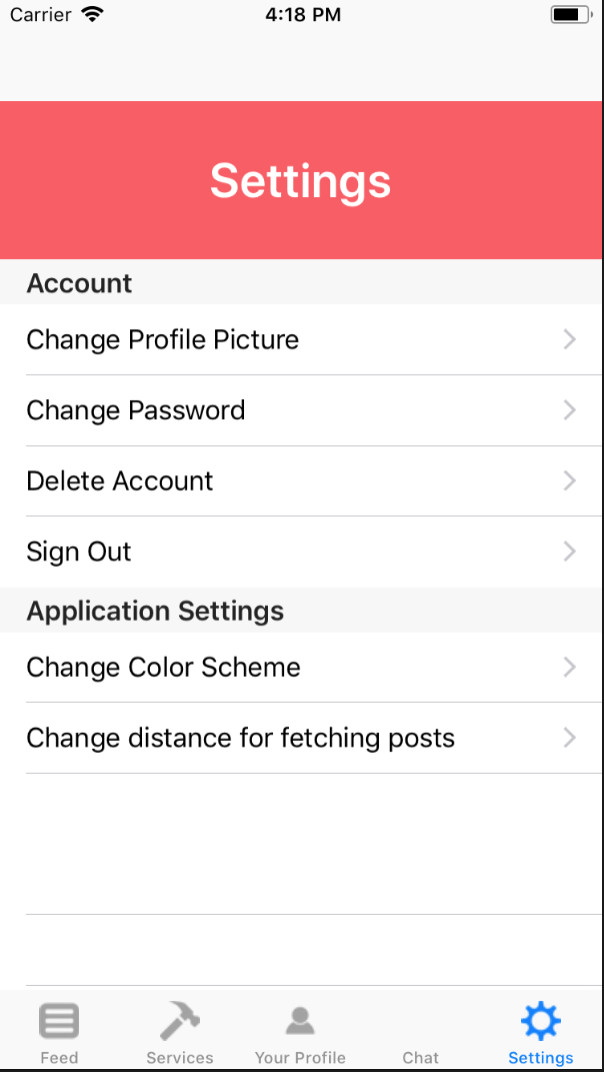 Carrier 4:18 PM
Settings
Account
Change Profile Picture
Change Password
Delete Account
Sign Out
Application Settings
Change Color Scheme
Change distance for fetching posts
Feed Services Your Profile Chat Settings